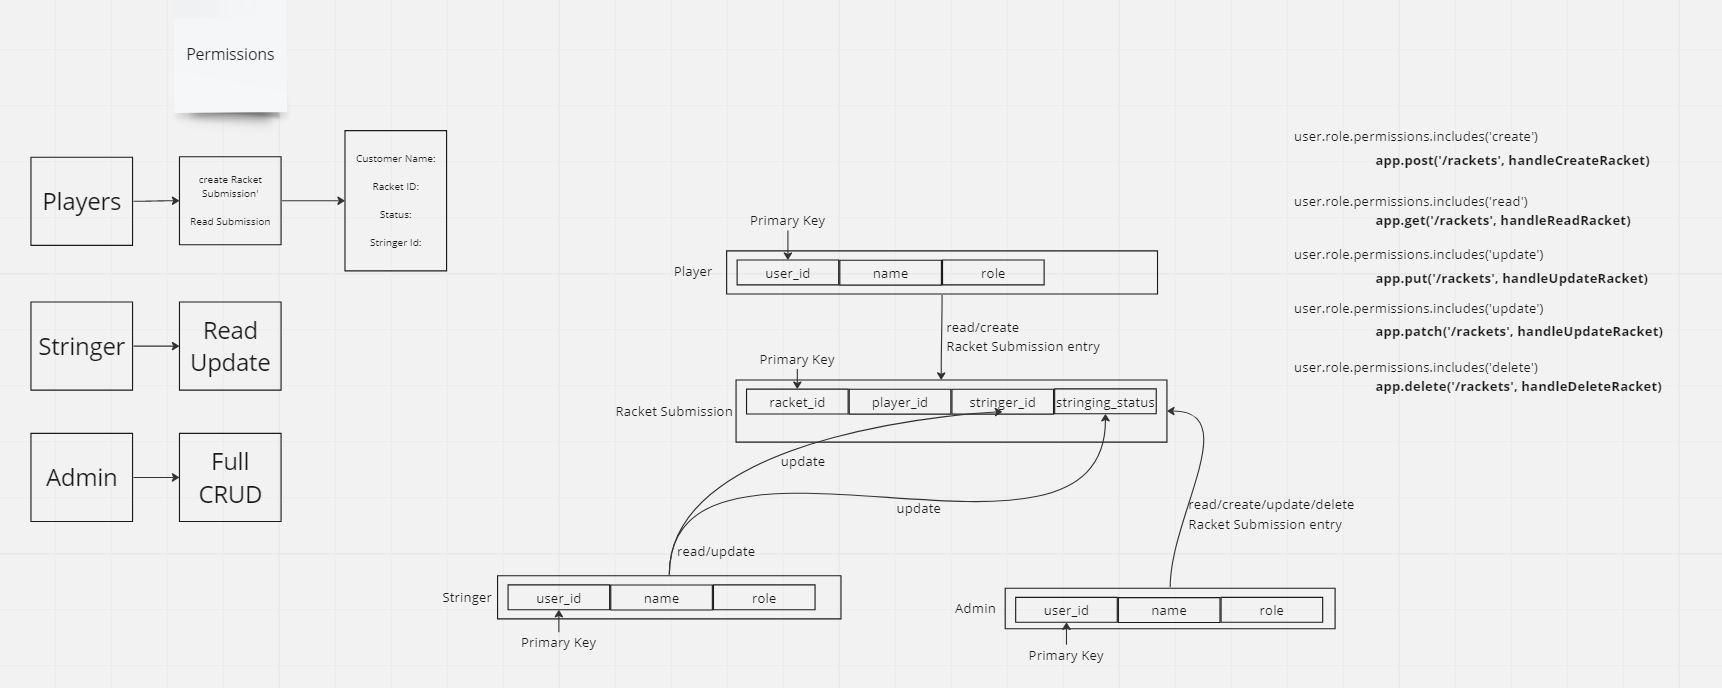 Permissions
Players
create Racket
Submission'
Read Submission
Customer Name:
Racket ID:
Status:
Stringer Id:
Stringer
Read
Update
Admin
Full
CRUD
Primary Key
Player
user_id
name
role
read/create
Racket Submission entry
Primary Key
Racket Submission
racket_id
player_id
stringer_id
stringing_status
update
update
read/update
Stringer
user_id
name
role
Primary Key
read/create/update/delete
Racket Submission entry
Admin
user_id
name
role
Primary Key
user.role.permissions.includes('create')
app.post('/rackets', handleCreateRacket)
user.role.permissions.includes('read')
app.get('/rackets', handleReadRacket)
user.role.permissions.includes('update')
app.put('/rackets', handleUpdateRacket)
user.role.permissions.includes('update')
app.patch('/rackets', handleUpdateRacket)
user.role.permissions.includes('delete')
app.delete('/rackets', handleDeleteRacket)